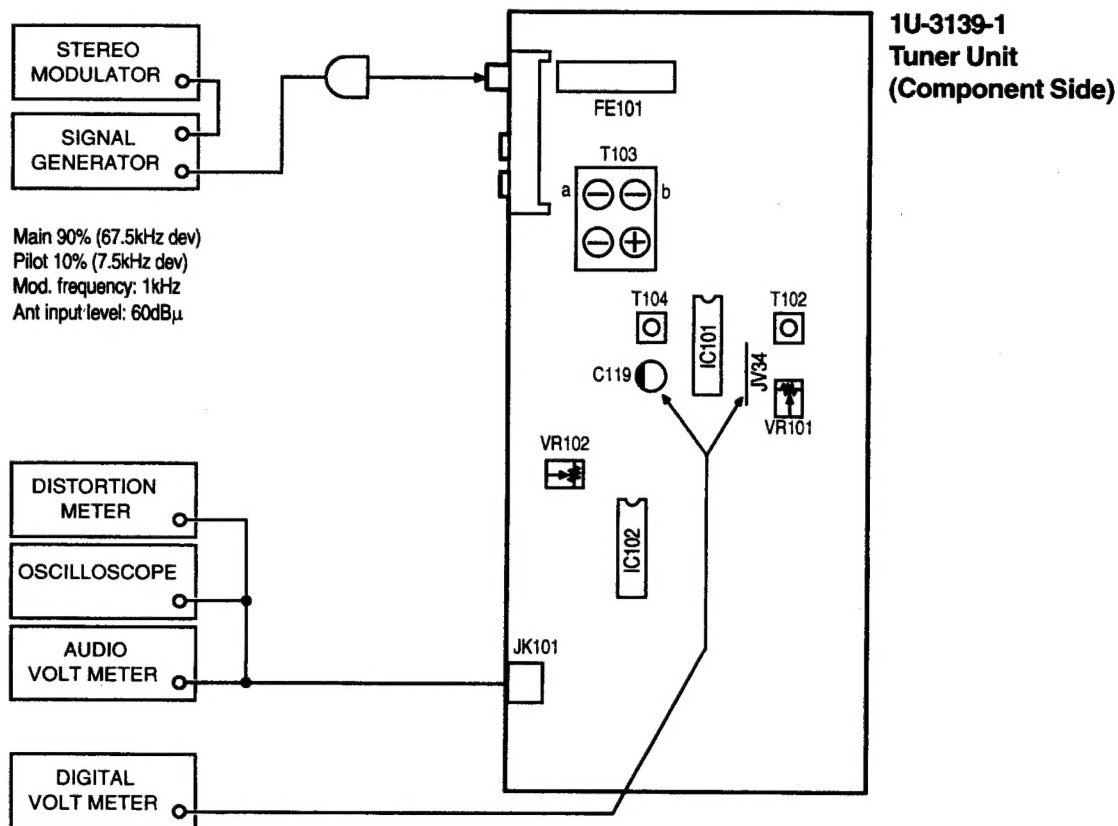 1U-3139-1
Tuner Unit
(Component Side)
STEREO
MODULATOR
SIGNAL
GENERATOR
Main 90% (67.5kHz dev)
Pilot 10% (7.5kHz dev)
Mod. frequency: 1kHz
Ant input level: 60dBμ
FE101
T103
a
b
T104
IC101
T102
C119
JV34
VR101
VR102
IC102
DISTORTION
METER
OSCILLOSCOPE
AUDIO
VOLT METER
JK101
DIGITAL
VOLT METER